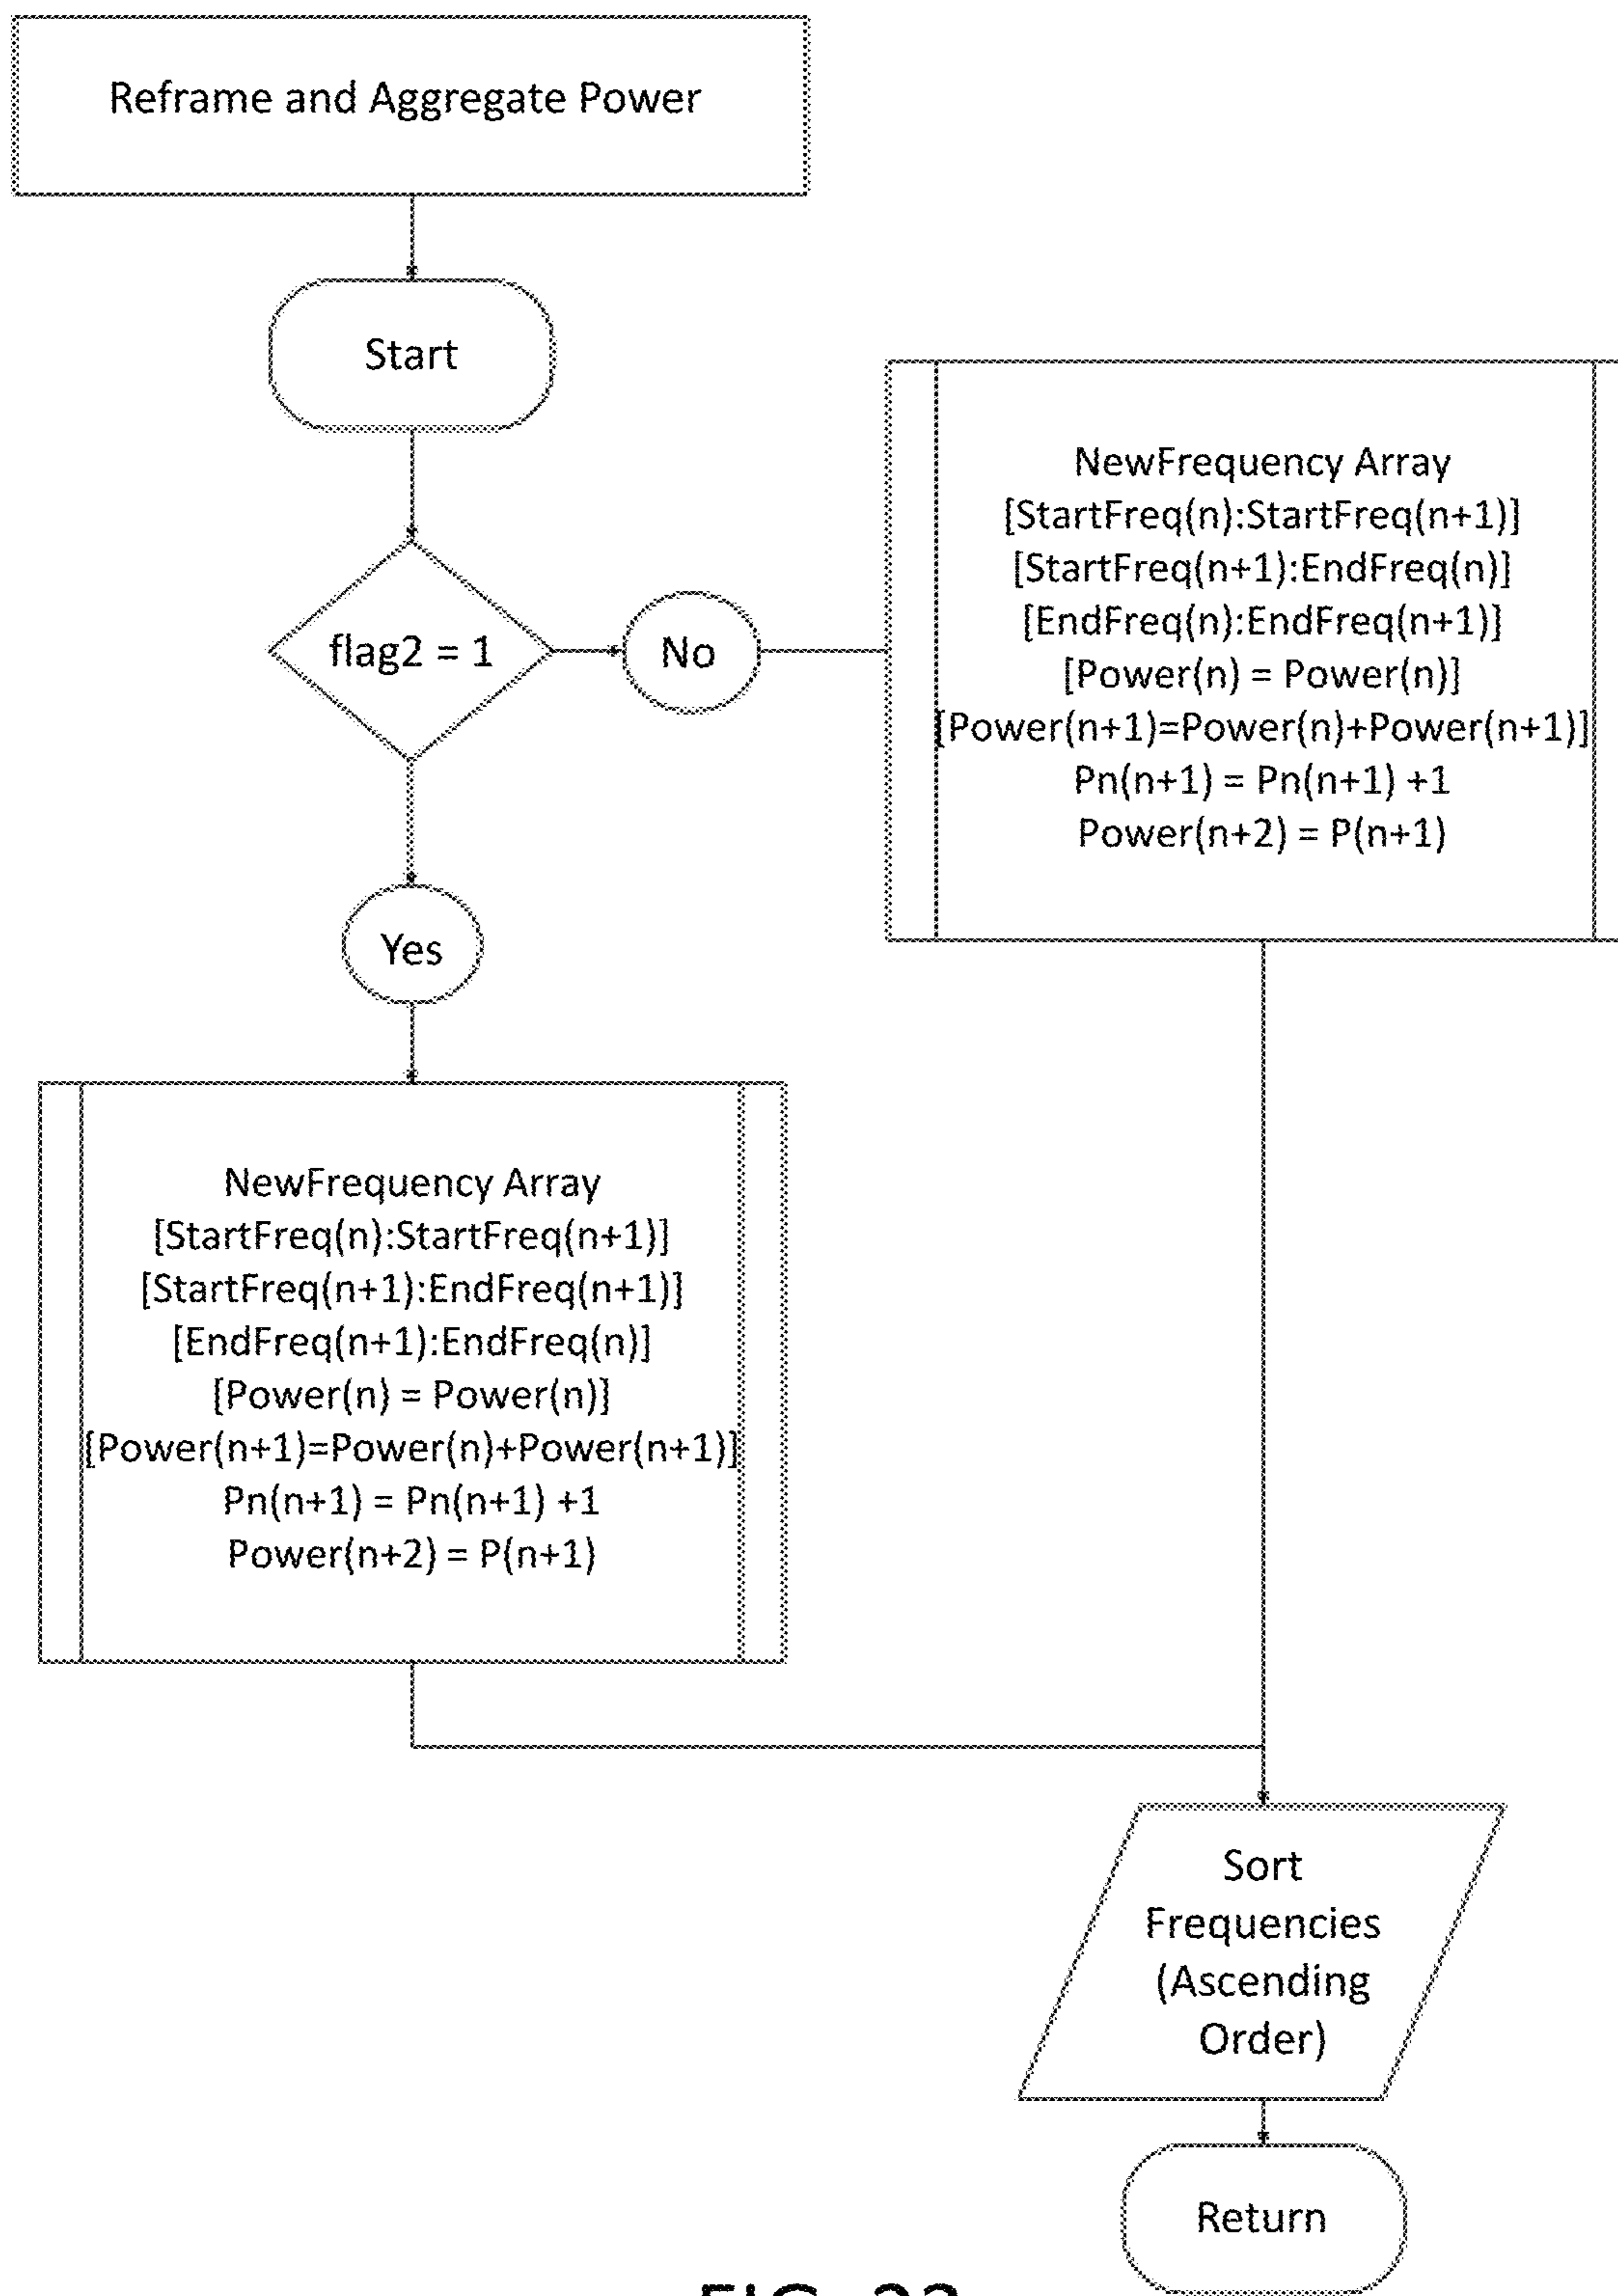 Reframe and Aggregate Power
Start
flag2 = 1
No
NewFrequency Array
[StartFreq(n):StartFreq(n+1)]
[StartFreq(n+1):EndFreq(n)]
[EndFreq(n):EndFreq(n+1)]
[Power(n) = Power(n)]
[Power(n+1)=Power(n)+Power(n+1)]
Pn(n+1) = Pn(n+1) +1
Power(n+2) = P(n+1)
Yes
NewFrequency Array
[StartFreq(n):StartFreq(n+1)]
[StartFreq(n+1):EndFreq(n+1)]
[EndFreq(n+1):EndFreq(n)]
[Power(n) = Power(n)]
[Power(n+1)=Power(n)+Power(n+1)]
Pn(n+1) = Pn(n+1) +1
Power(n+2) = P(n+1)
Sort
Frequencies
(Ascending
Order)
Return